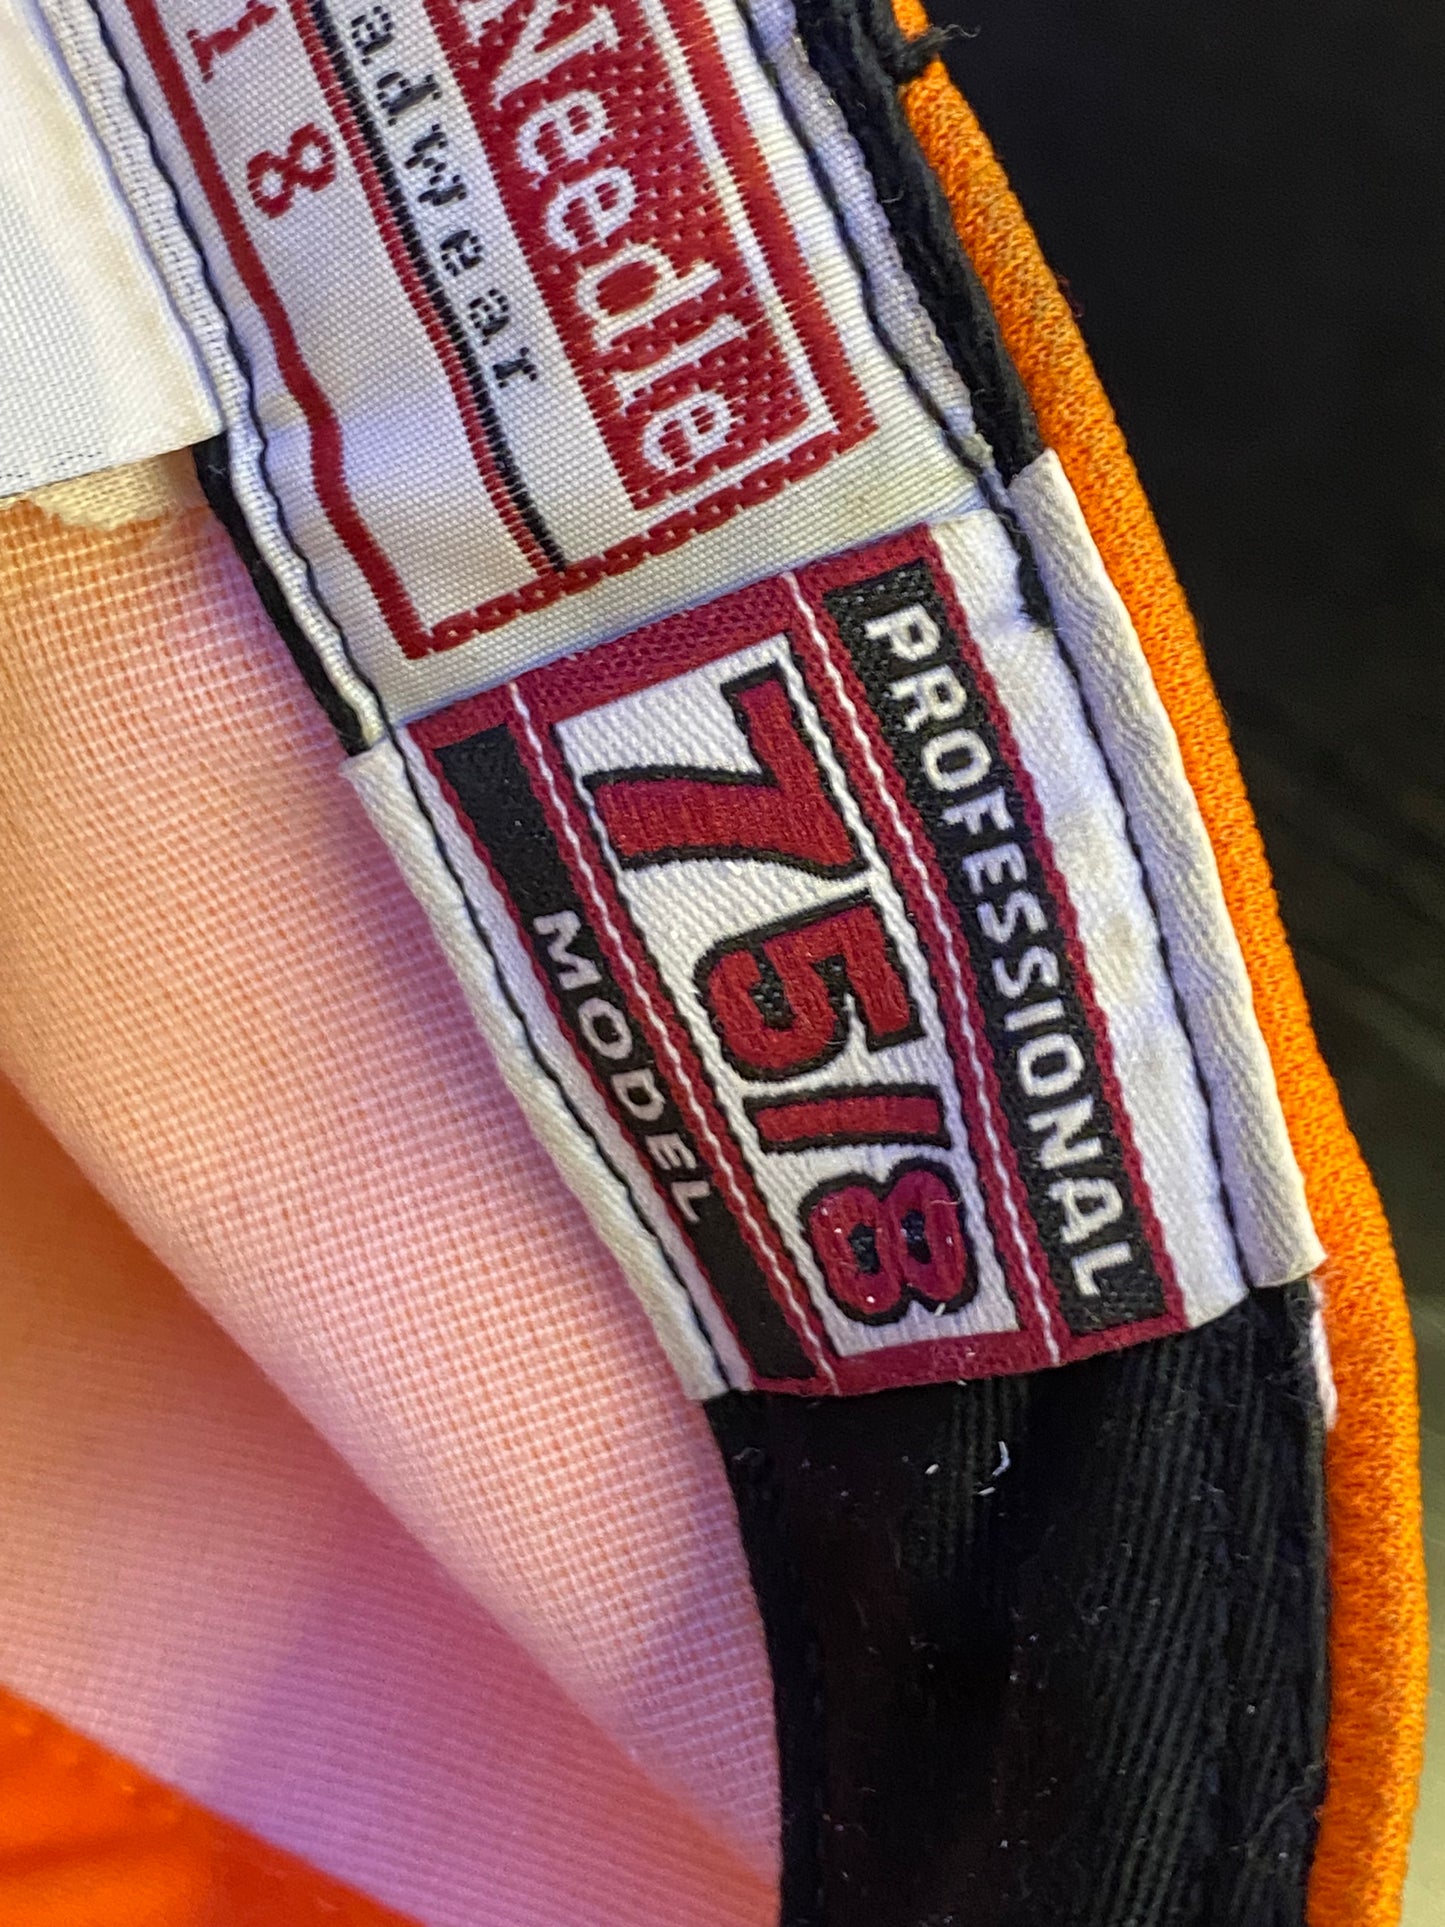 Needle
adwear
18
PROFESSIONAL
75/8
MODEL